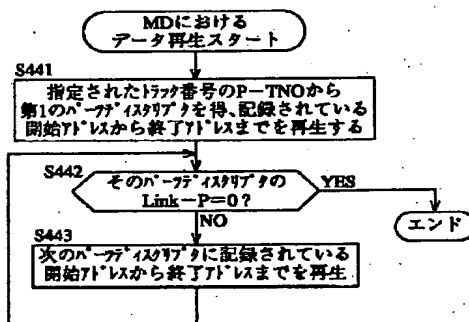 MDにおける
データ再生スタート
S441
指定されたトラック番号のP-TNOから
第1のパーツディスクリプタを得、記録されている
開始アドレスから終了アドレスまでを再生する
S442
そのパーツディスクリプタの
Link-P=0?
YES
エンド
NO
S443
次のパーツディスクリプタに記録されている
開始アドレスから終了アドレスまでを再生